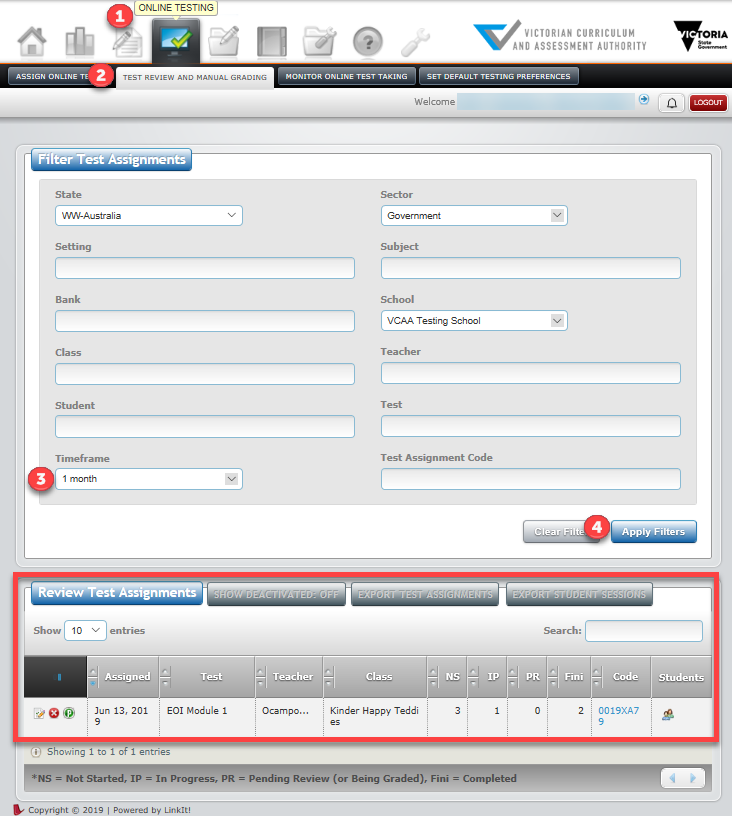 1
ONLINE TESTING
VICTORIAN CURRICULUM
AND ASSESSMENT AUTHORITY
VICTORIA
State
Government
ASSIGN ONLINE TE
2
TEST REVIEW AND MANUAL GRADING
MONITOR ONLINE TEST TAKING
SET DEFAULT TESTING PREFERENCES
Welcome
LOGOUT
Filter Test Assignments
State
Sector
WW-Australia
Government
Setting
Subject
Bank
School
VCAA Testing School
Class
Teacher
Student
Test
Timeframe
Test Assignment Code
3
1 month
Clear Filte
4
Apply Filters
Review Test Assignments
SHOW DEACTIVATED: OFF
EXPORT TEST ASSIGNMENTS
EXPORT STUDENT SESSIONS
Show 10 entries
Search:
Assigned Test Teacher Class NS IP PR Fini Code Students
Jun 13, 201 EOI Module 1 Ocampo... Kinder Happy Teddi 3 1 0 2 0019XA7
9 es 9
Showing 1 to 1 of 1 entries
*NS = Not Started, IP = In Progress, PR = Pending Review (or Being Graded), Fini = Completed
Copyright © 2019 | Powered by LinkIt!